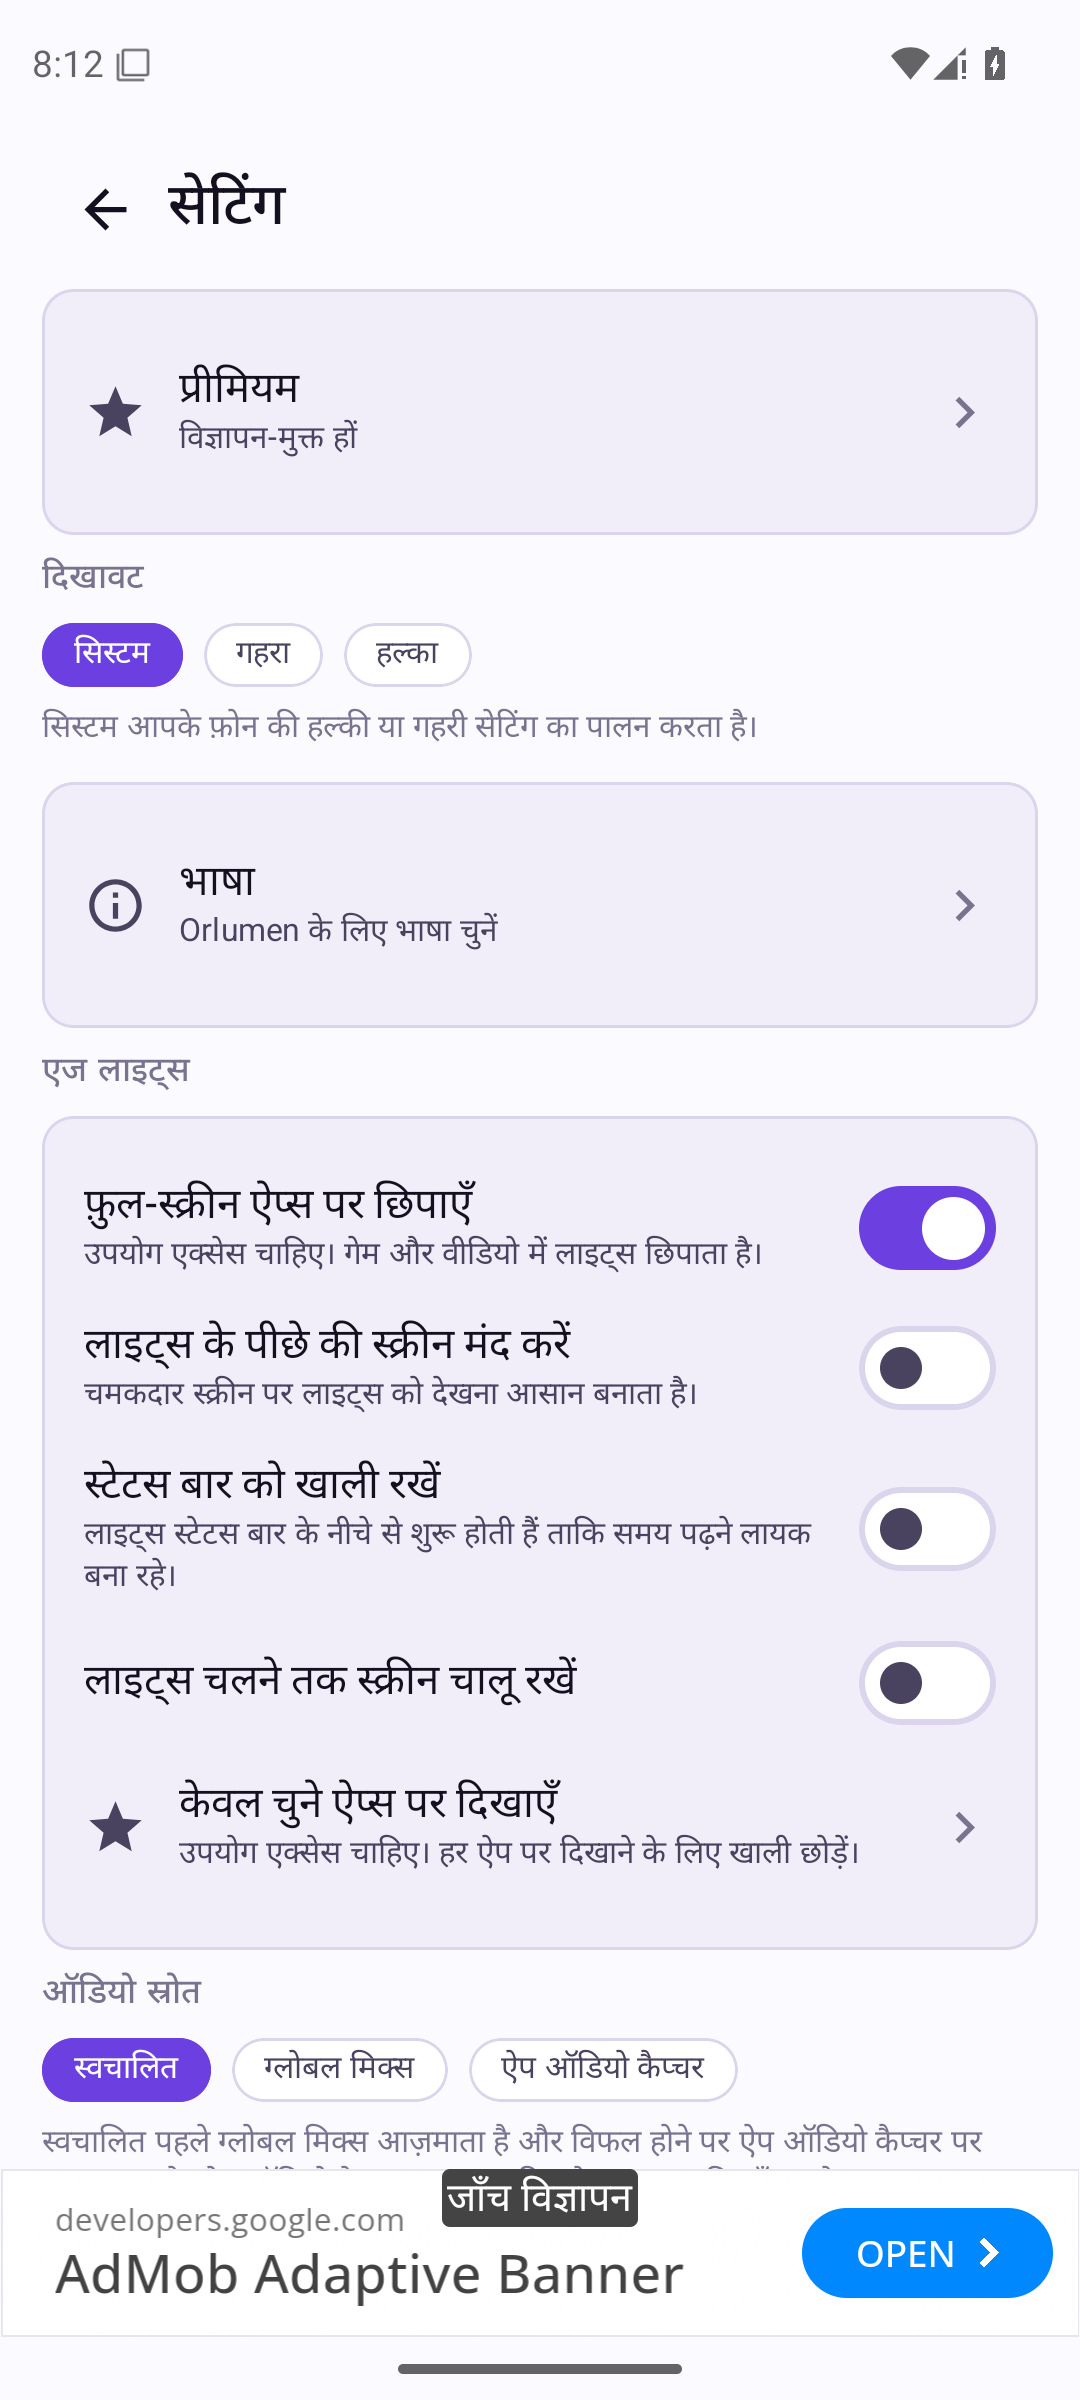 8:12
सेटिंग
प्रीमियम
विज्ञापन-मुक्त हों
दिखावट
सिस्टम गहरा हल्का
सिस्टम आपके फ़ोन की हल्की या गहरी सेटिंग का पालन करता है।
भाषा
Orlumen के लिए भाषा चुनें
एज लाइट्स
फ़ुल-स्क्रीन ऐप्स पर छिपाएँ
उपयोग एक्सेस चाहिए। गेम और वीडियो में लाइट्स छिपाता है।
लाइट्स के पीछे की स्क्रीन मंद करें
चमकदार स्क्रीन पर लाइट्स को देखना आसान बनाता है।
स्टेटस बार को खाली रखें
लाइट्स स्टेटस बार के नीचे से शुरू होती हैं ताकि समय पढ़ने लायक
बना रहे।
लाइट्स चलने तक स्क्रीन चालू रखें
केवल चुने ऐप्स पर दिखाएँ
उपयोग एक्सेस चाहिए। हर ऐप पर दिखाने के लिए खाली छोड़ें।
ऑडियो स्रोत
स्वचालित ग्लोबल मिक्स ऐप ऑडियो कैप्चर
स्वचालित पहले ग्लोबल मिक्स आज़माता है और विफल होने पर ऐप ऑडियो कैप्चर पर
जाँच विज्ञापन
developers.google.com
AdMob Adaptive Banner
OPEN